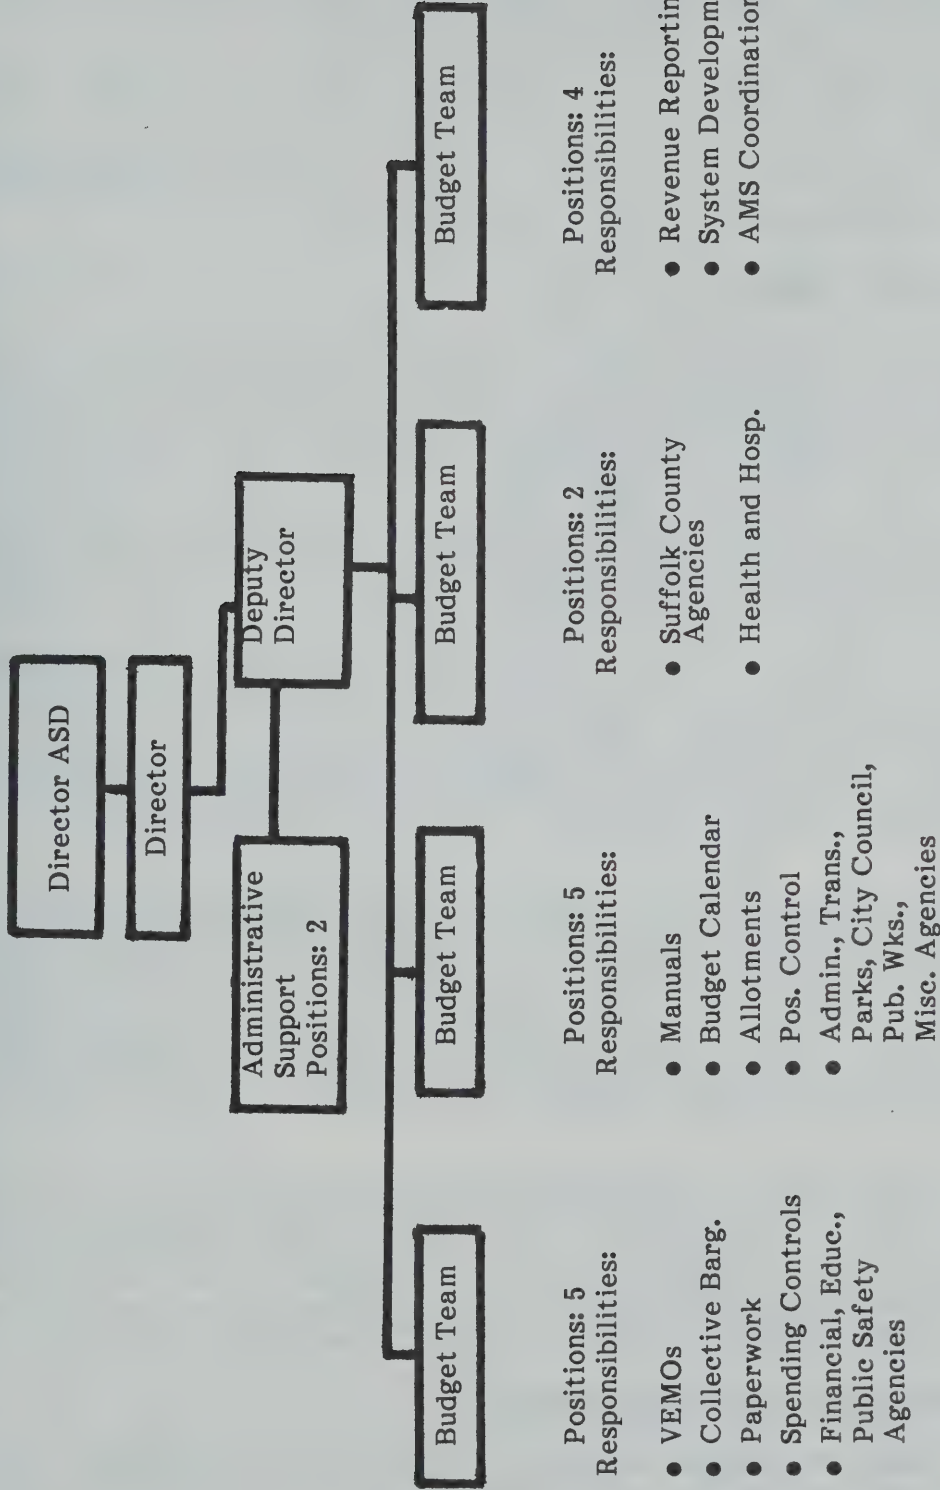 Director ASD
Director
Deputy
Director
Administrative
Support
Positions: 2
Budget Team
Positions: 5
Responsibilities:
• VEMOs
• Collective Barg.
• Paperwork
• Spending Controls
• Financial, Educ.,
Public Safety
Agencies
Budget Team
Positions: 5
Responsibilities:
• Manuals
• Budget Calendar
• Allotments
• Pos. Control
• Admin., Trans.,
Parks, City Council,
Pub. Wks.,
Misc. Agencies
Budget Team
Positions: 2
Responsibilities:
• Suffolk County
Agencies
• Health and Hosp.
Budget Team
Positions: 4
Responsibilities:
• Revenue Reportin
• System Developm
• AMS Coordination